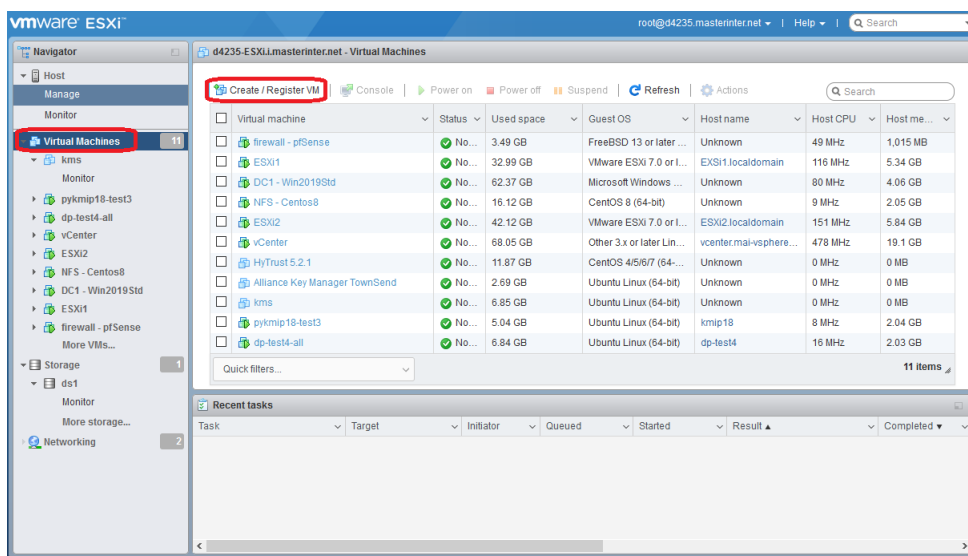 vmware ESXi
root@d4235.masterinter.net | Help | Search
Navigator
Host
Manage
Monitor
Virtual Machines 11
kms
Monitor
pykmip18-test3
dp-test4-all
vCenter
ESXi2
NFS - Centos8
DC1 - Win2019Std
ESXi1
firewall - pfSense
More VMs...
Storage 1
ds1
Monitor
More storage...
Networking 2
d4235-ESXi.i.masterinter.net - Virtual Machines
Create / Register VM | Console | Power on Power off Suspend | Refresh | Actions
Search
Virtual machine Status Used space Guest OS Host name Host CPU Host me...
firewall - pfSense No... 3.49 GB FreeBSD 13 or later ... Unknown 49 MHz 1,015 MB
ESXi1 No... 32.99 GB VMware ESXi 7.0 or l... EXSi1.localdomain 116 MHz 5.34 GB
DC1 - Win2019Std No... 62.37 GB Microsoft Windows ... Unknown 80 MHz 4.06 GB
NFS - Centos8 No... 16.12 GB CentOS 8 (64-bit) Unknown 9 MHz 2.05 GB
ESXi2 No... 42.12 GB VMware ESXi 7.0 or l... ESXi2.localdomain 151 MHz 5.84 GB
vCenter No... 68.05 GB Other 3.x or later Lin... vcenter.mai-vsphere... 478 MHz 19.1 GB
HyTrust 5.2.1 No... 11.87 GB CentOS 4/5/6/7 (64-... Unknown 0 MHz 0 MB
Alliance Key Manager TownSend No... 2.69 GB Ubuntu Linux (64-bit) Unknown 0 MHz 0 MB
kms No... 6.85 GB Ubuntu Linux (64-bit) Unknown 0 MHz 0 MB
pykmip18-test3 No... 5.04 GB Ubuntu Linux (64-bit) kmip18 8 MHz 2.04 GB
dp-test4-all No... 6.84 GB Ubuntu Linux (64-bit) dp-test4 16 MHz 2.03 GB
Quick filters...
11 items
Recent tasks
Task Target Initiator Queued Started Result Completed